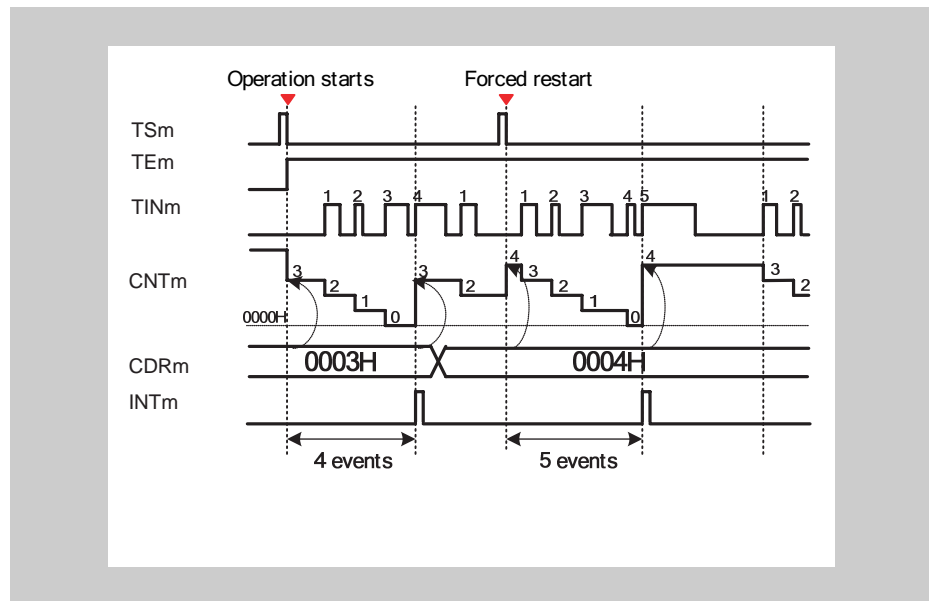 Operation starts Forced restart
TSm
TEm
TINm 1 2 3 4 1 1 2 3 4 5 1 2
CNTm 3 2 1 0 3 2 4 3 2 1 0 4 3 2
0000H
CDRm 0003H 0004H
INTm
4 events 5 events